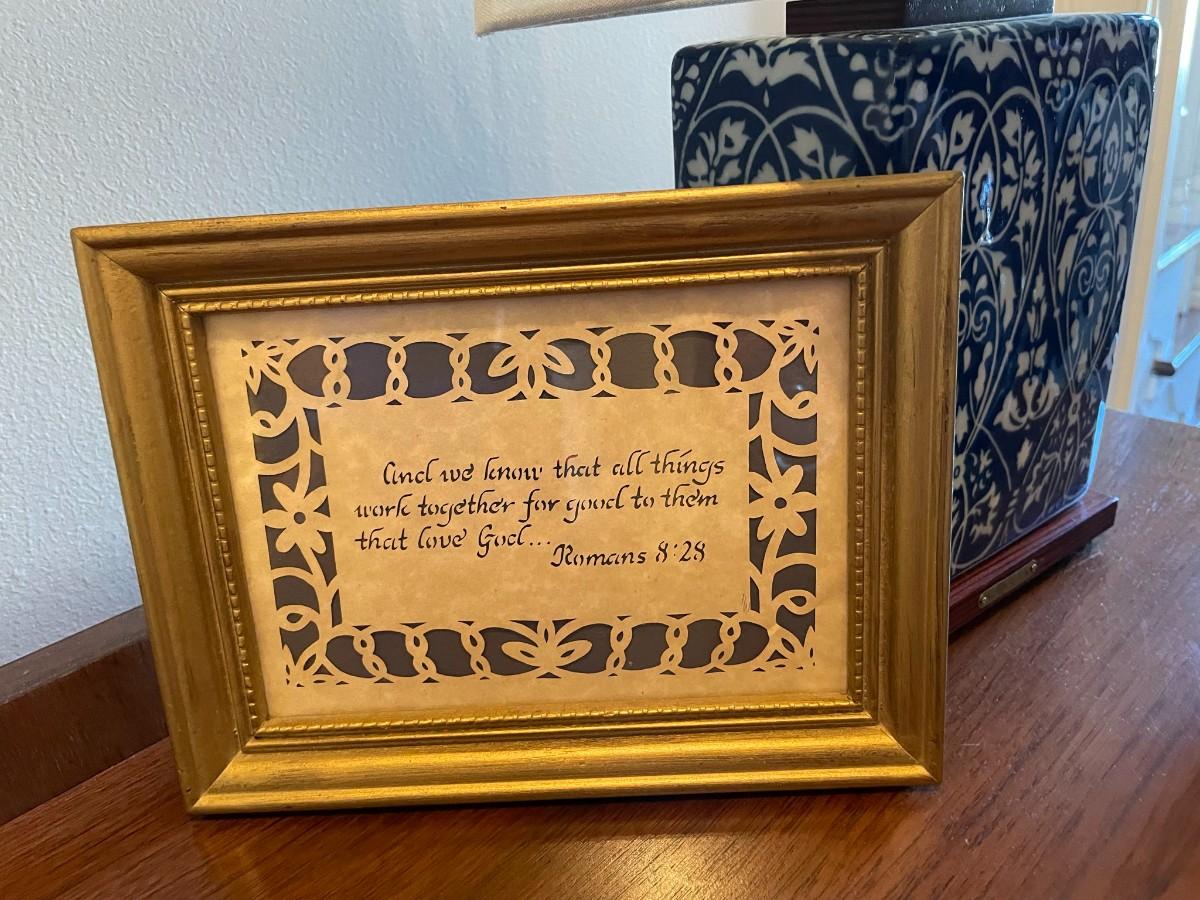 And we know that all things
work together for good to them
that love God...
Romans 8:28